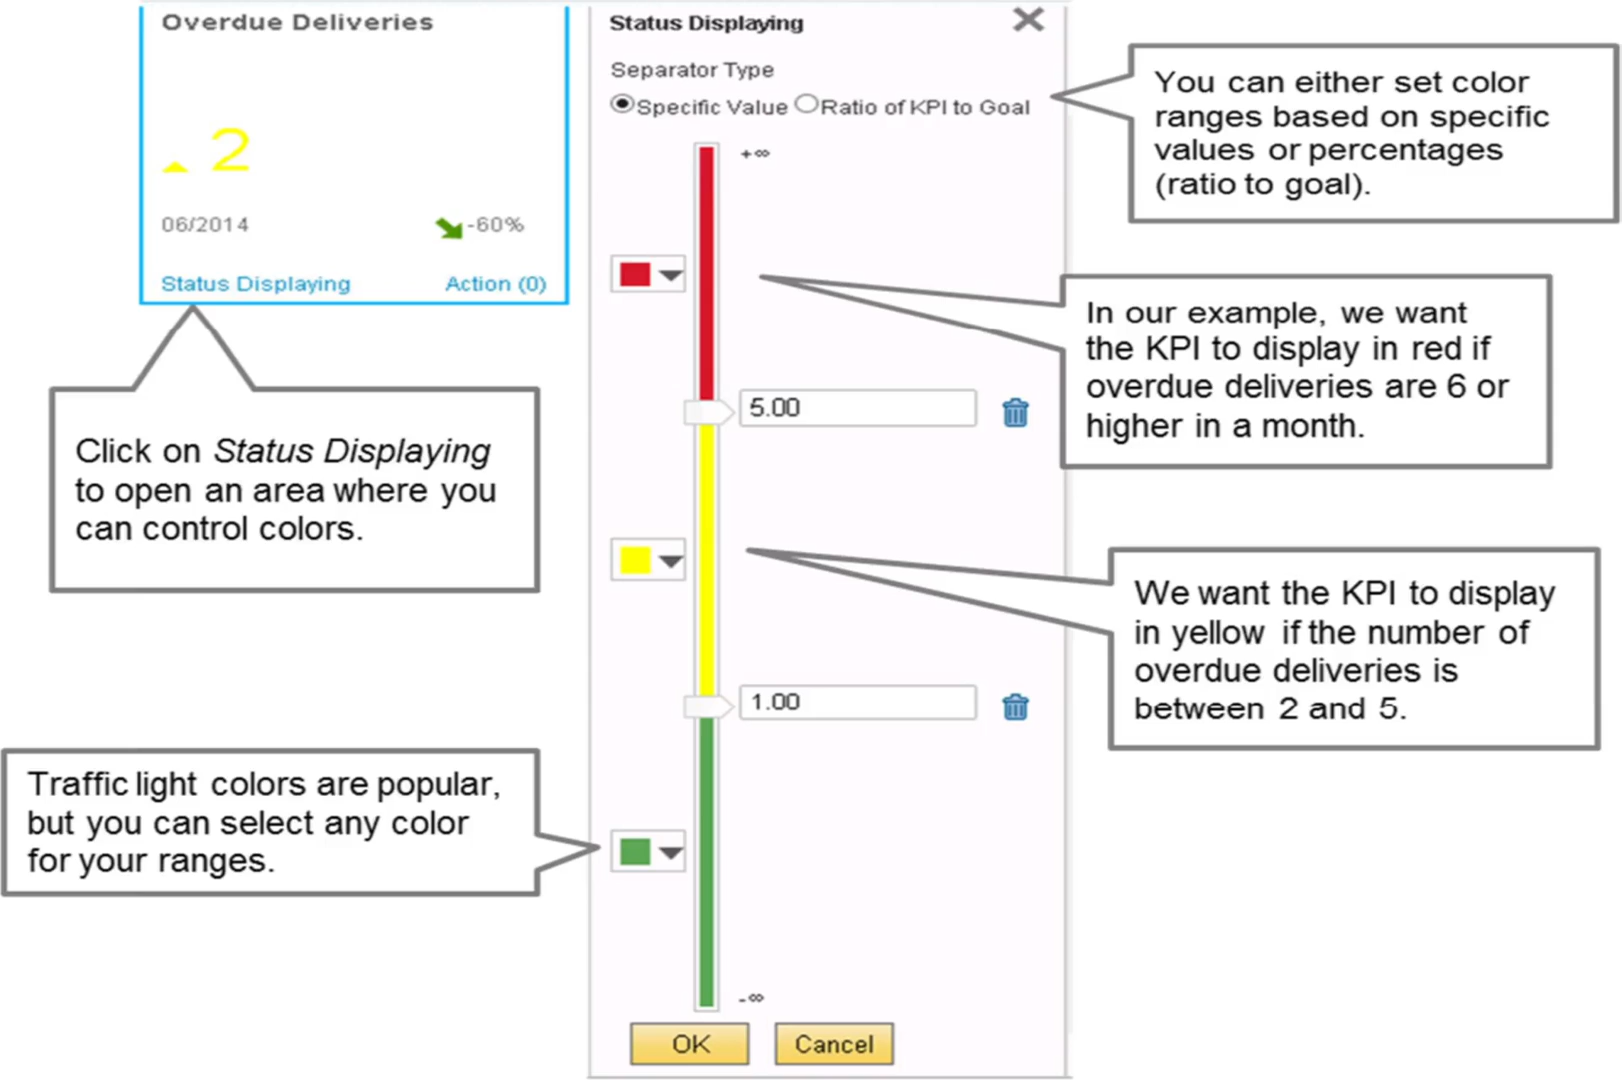 Overdue Deliveries
2
06/2014
-60%
Status Displaying
Action (0)
Click on Status Displaying
to open an area where you
can control colors.
Traffic light colors are popular,
but you can select any color
for your ranges.
Status Displaying
Separator Type
Specific Value
Ratio of KPI to Goal
+∞
5.00
1.00
-∞
OK
Cancel
You can either set color
ranges based on specific
values or percentages
(ratio to goal).
In our example, we want
the KPI to display in red if
overdue deliveries are 6 or
higher in a month.
We want the KPI to display
in yellow if the number of
overdue deliveries is
between 2 and 5.